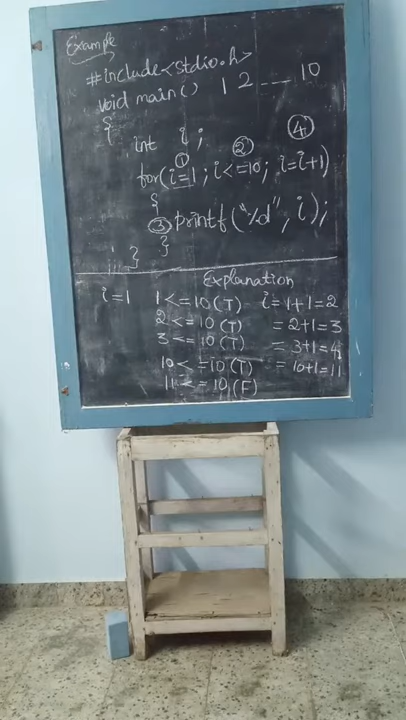 Example
#include<stdio.h>
void main() 1 2 -- — 10
{
int i;
① ② ④
for(i=1; i<=10; i=i+1)
{
③ printf("%d", i);
}
}
Explanation
i=1 1<=10(T) i=1+1=2
2<=10(T) =2+1=3
3<=10(T) =3+1=4
10<=10(T) =10+1=11
11<=10(F)